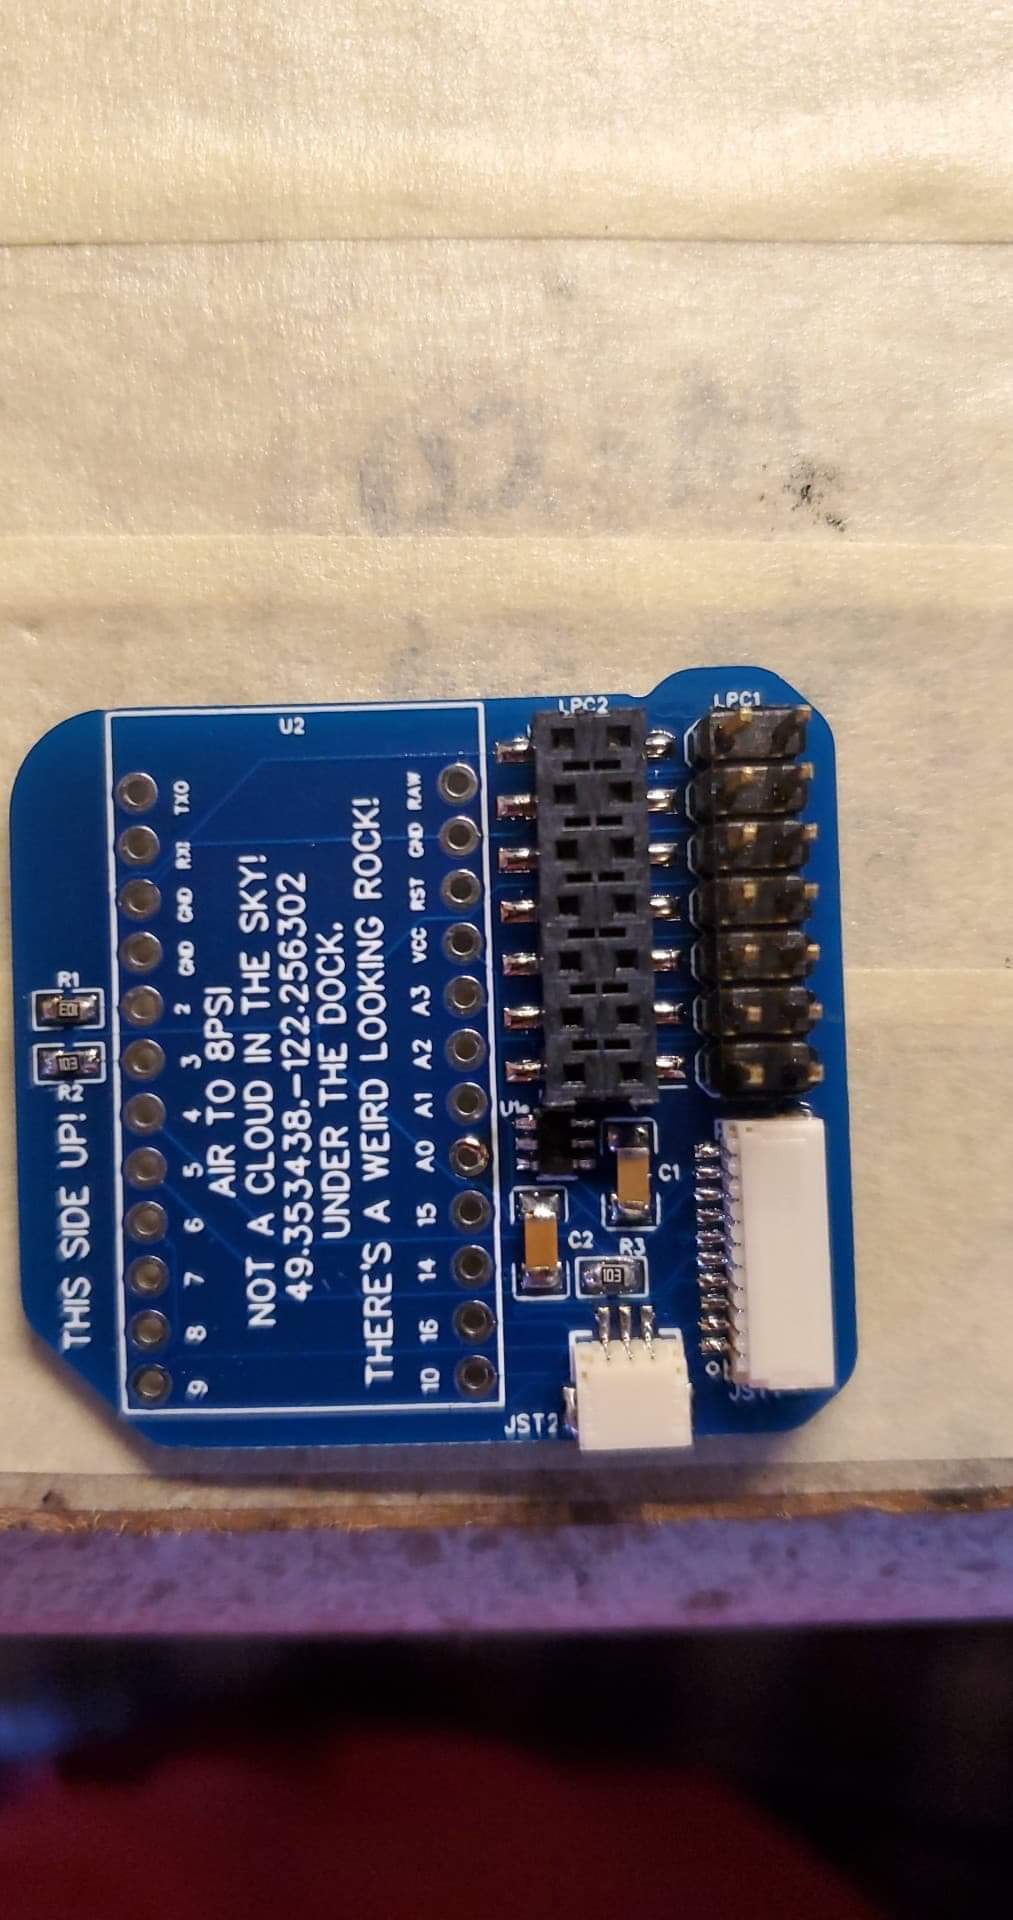 LPC2
LPC1
U2
TXO
RXI
GND
GND
2
3
4
5
6
7
8
9
RAW
GND
RST
VCC
A3
A2
A1
A0
15
14
16
10
AIR TO 8PSI
NOT A CLOUD IN THE SKY!
49.353438.-122.256302
UNDER THE DOCK.
THERE'S A WEIRD LOOKING ROCK!
THIS SIDE UP!
R1
103
103
R2
C1
C2
R3
103
JST2